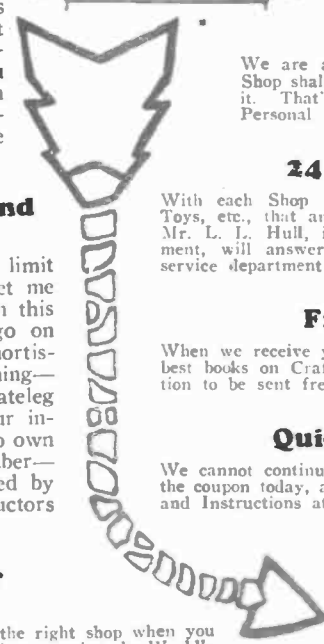 nd
limit
et me
n this
go on
nortis-
ning—
ateleg
ur in-
o own
ber—
ed by
uctors
the right shop when you
We are a
Shop shal
it. That'
Personal
24
With each Shop
Toys, etc., that ar
Mr. L. L. Hull, i
ment, will answer
service department
F
When we receive y
best books on Craf
tion to be sent fre
Qui
We cannot continu
the coupon today, a
and Instructions at